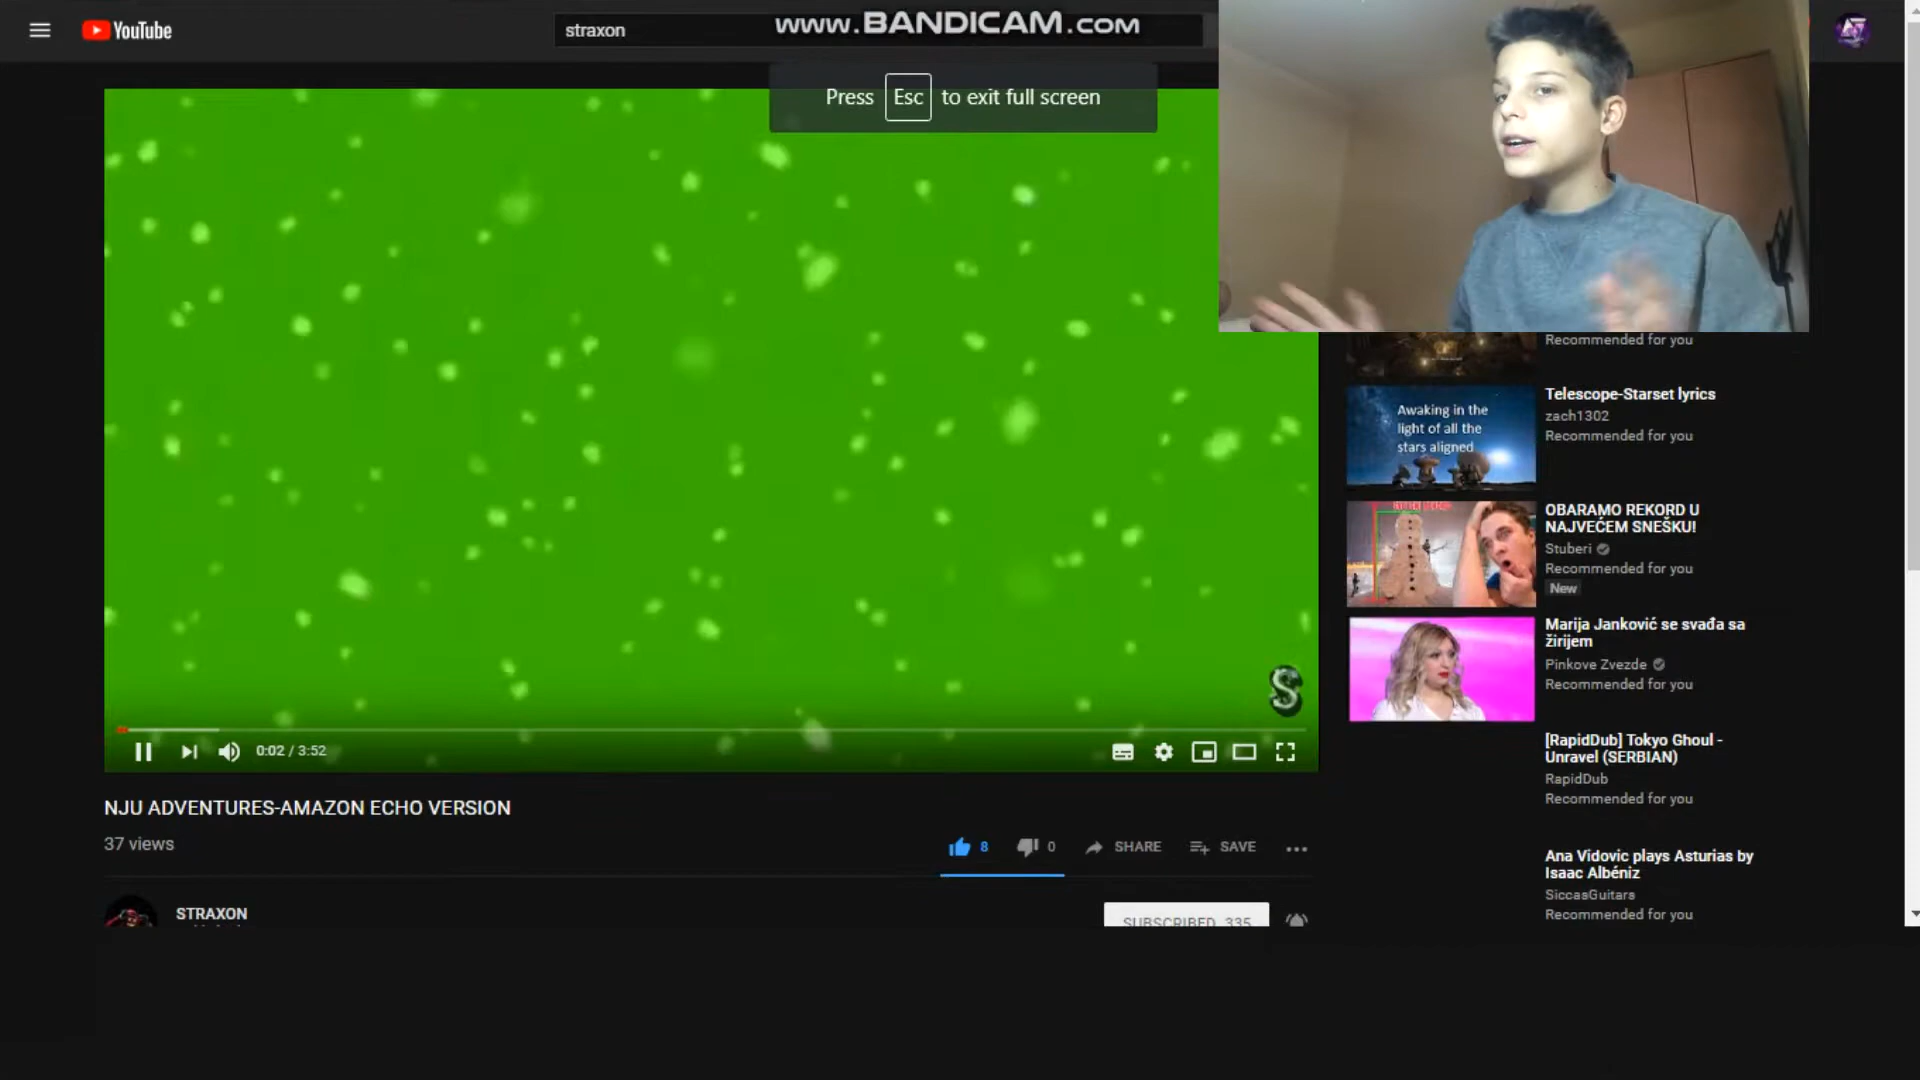 YouTube
straxon
www.BANDICAM.com
Press Esc to exit full screen
Recommended for you
Telescope-Starset lyrics
zach1302
Recommended for you
Awaking in the
light of all the
stars aligned
OBARAMO REKORD U
NAJVEĆEM SNEŠKU!
Stuberi
Recommended for you
New
Marija Janković se svađa sa
žirijem
Pinkove Zvezde
Recommended for you
S
0:02 / 3:52
[RapidDub] Tokyo Ghoul -
Unravel (SERBIAN)
RapidDub
Recommended for you
NJU ADVENTURES-AMAZON ECHO VERSION
37 views
8
0
SHARE
SAVE
Ana Vidovic plays Asturias by
Isaac Albéniz
SiccasGuitars
Recommended for you
STRAXON
SUBSCRIBED 335